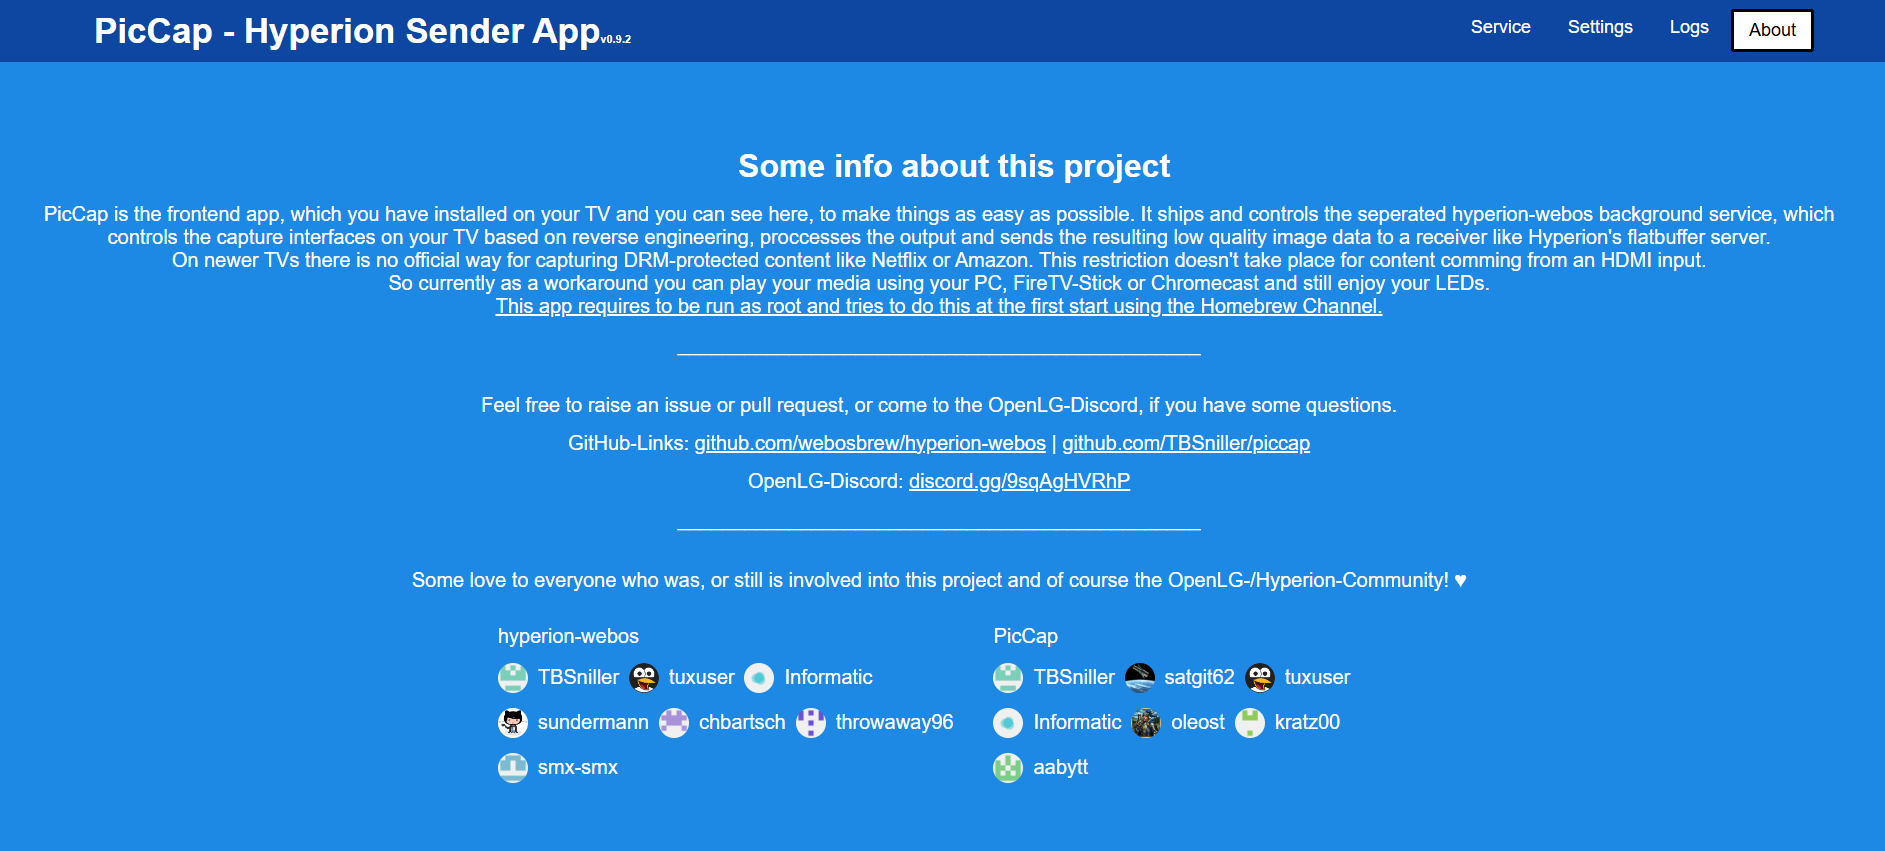 PicCap - Hyperion Sender App v0.9.2
Service Settings Logs About
Some info about this project
PicCap is the frontend app, which you have installed on your TV and you can see here, to make things as easy as possible. It ships and controls the seperated hyperion-webos background service, which
controls the capture interfaces on your TV based on reverse engineering, proccesses the output and sends the resulting low quality image data to a receiver like Hyperion's flatbuffer server.
On newer TVs there is no official way for capturing DRM-protected content like Netflix or Amazon. This restriction doesn't take place for content comming from an HDMI input.
So currently as a workaround you can play your media using your PC, FireTV-Stick or Chromecast and still enjoy your LEDs.
This app requires to be run as root and tries to do this at the first start using the Homebrew Channel.
Feel free to raise an issue or pull request, or come to the OpenLG-Discord, if you have some questions.
GitHub-Links: github.com/webosbrew/hyperion-webos | github.com/TBSniller/piccap
OpenLG-Discord: discord.gg/9sqAgHVRhP
Some love to everyone who was, or still is involved into this project and of course the OpenLG-/Hyperion-Community! ♥
hyperion-webos
TBSniller tuxuser Informatic
sundermann chbartsch throwaway96
smx-smx
PicCap
TBSniller satgit62 tuxuser
Informatic oleost kratz00
aabytt